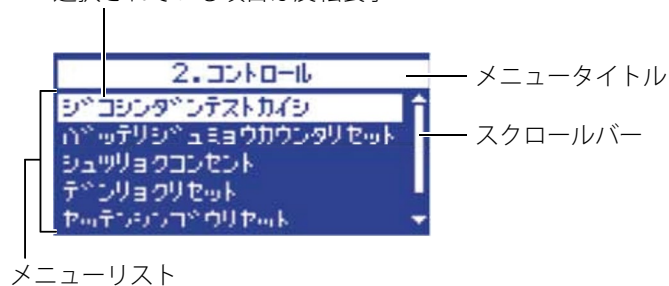 選択されている項目が反転表示
2.コントロール
メニュータイトル
ジコシンダンテストカイシ
バッテリジュミョウカウンタリセット
スクロールバー
シュツリョクコンセント
デンリョクリセット
セッテンシンゴウリセット
メニューリスト